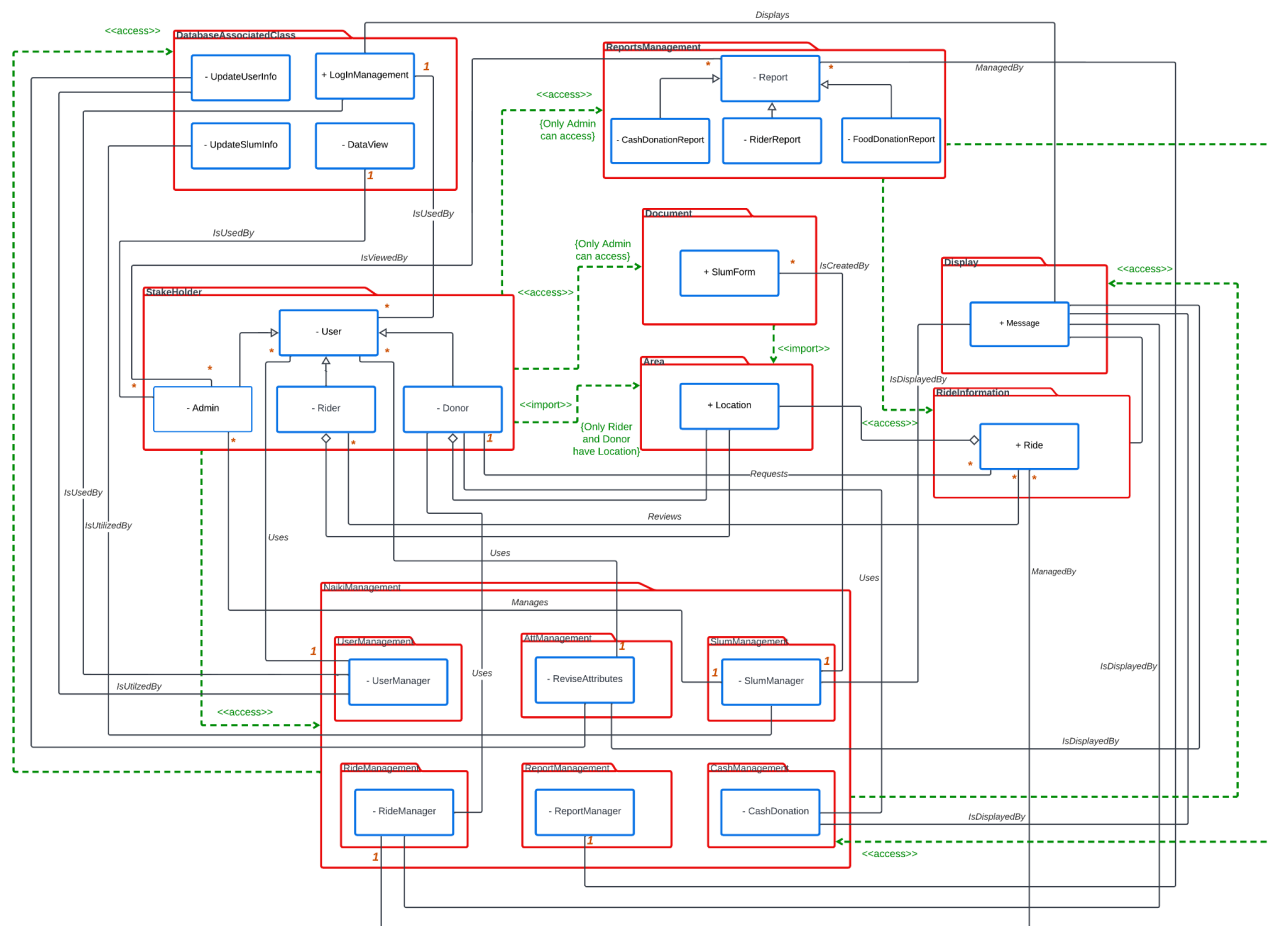 Displays
<<access>>
DatabaseAssociatedClass
- UpdateUserInfo
+ LogInManagement
1
- UpdateSlumInfo
- DataView
1
ReportsManagement
*
*
- Report
ManagedBy
<<access>>
{Only Admin
can access}
- CashDonationReport
- RiderReport
- FoodDonationReport
IsUsedBy
IsUsedBy
IsViewedBy
Document
+ SlumForm
*
IsCreatedBy
{Only Admin
can access}
<<access>>
Display
<<access>>
+ Message
StakeHolder
*
- User
*
*
*
*
- Admin
*
- Rider
*
- Donor
1
<<import>>
Area
+ Location
<<import>>
{Only Rider
and Donor
have Location}
IsDisplayedBy
RideInformation
<<access>>
+ Ride
*
*
*
Requests
IsUsedBy
IsUtilizedBy
Reviews
Uses
Uses
Uses
ManagedBy
NaikiManagement
Manages
UserManagement
1
- UserManager
AttManagement
1
- ReviseAttributes
SlumManagement
1
1
- SlumManager
Uses
IsDisplayedBy
IsUtilzedBy
<<access>>
IsDisplayedBy
RideManagement
- RideManager
1
ReportManagement
- ReportManager
1
CashManagement
- CashDonation
IsDisplayedBy
<<access>>